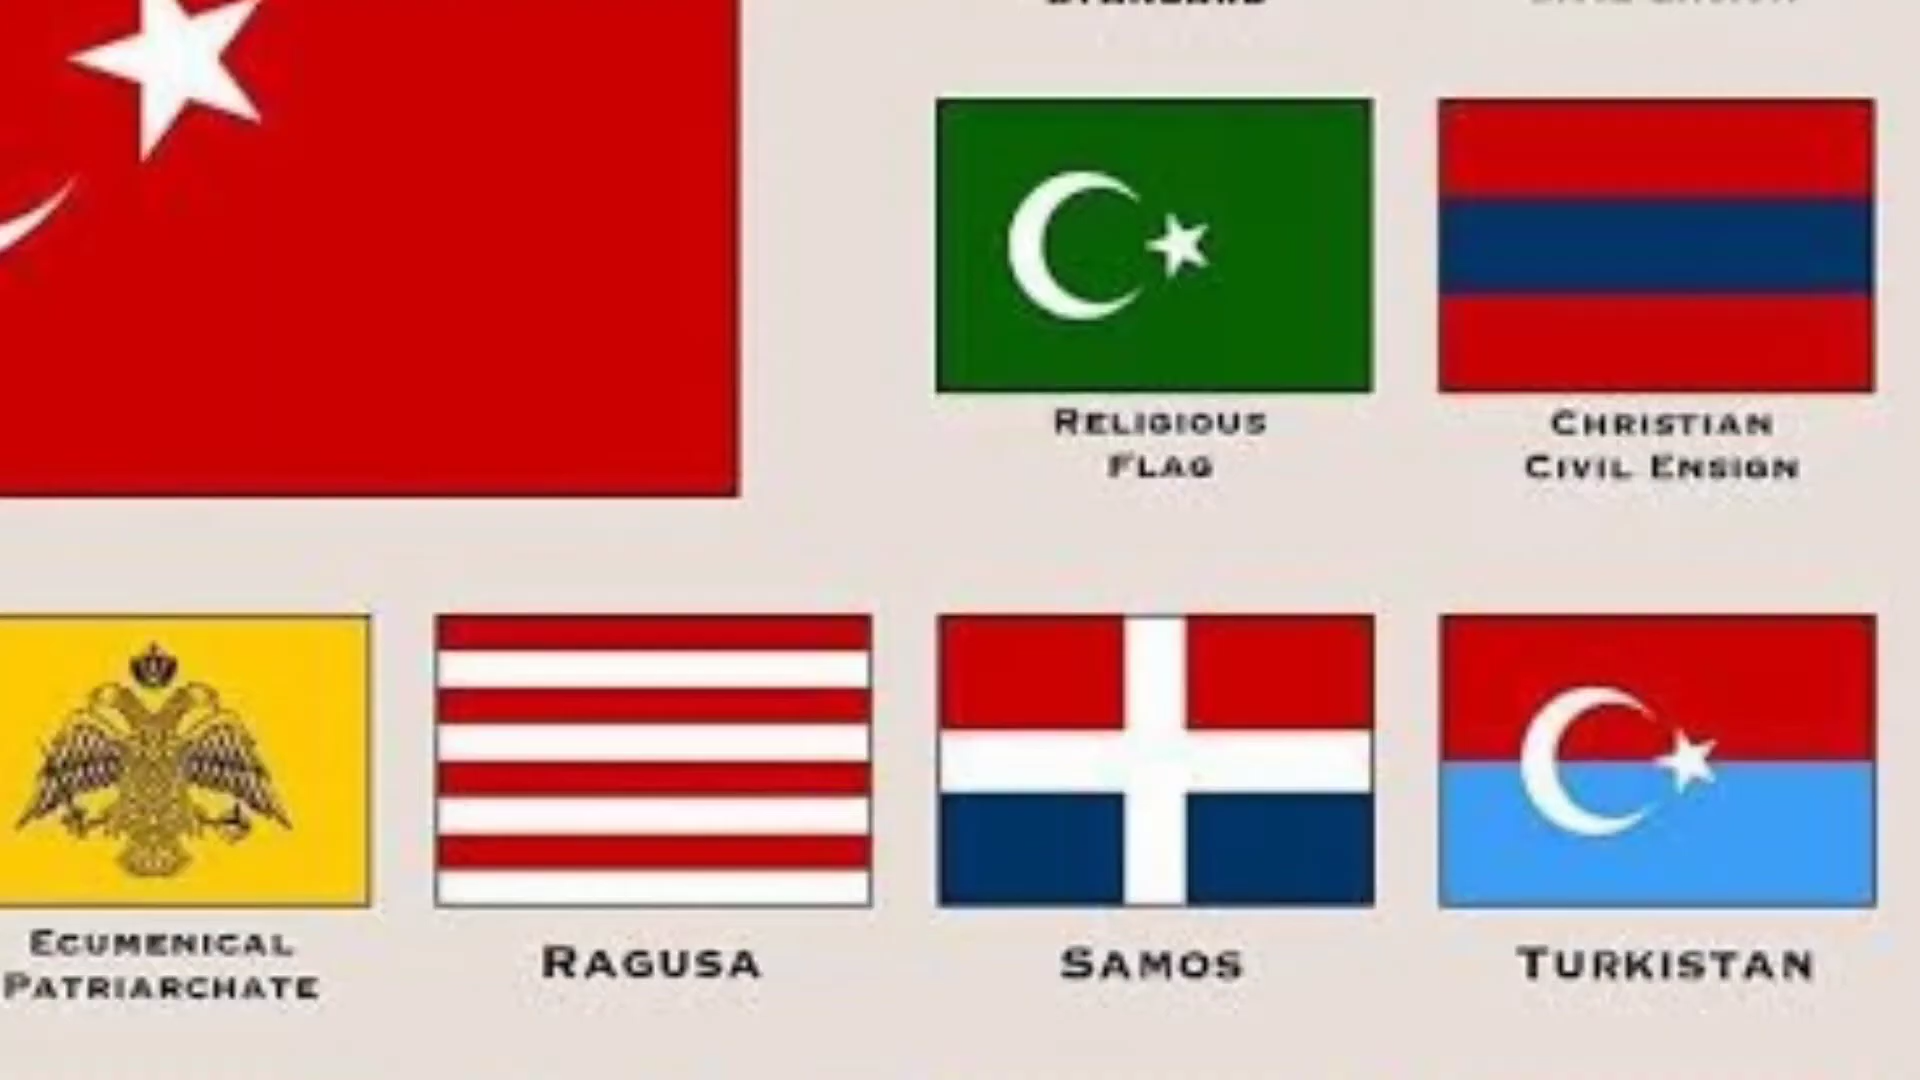 Religious
Flag
Christian
Civil Ensign
Ecumenical
Patriarchate
Ragusa
Samos
Turkistan